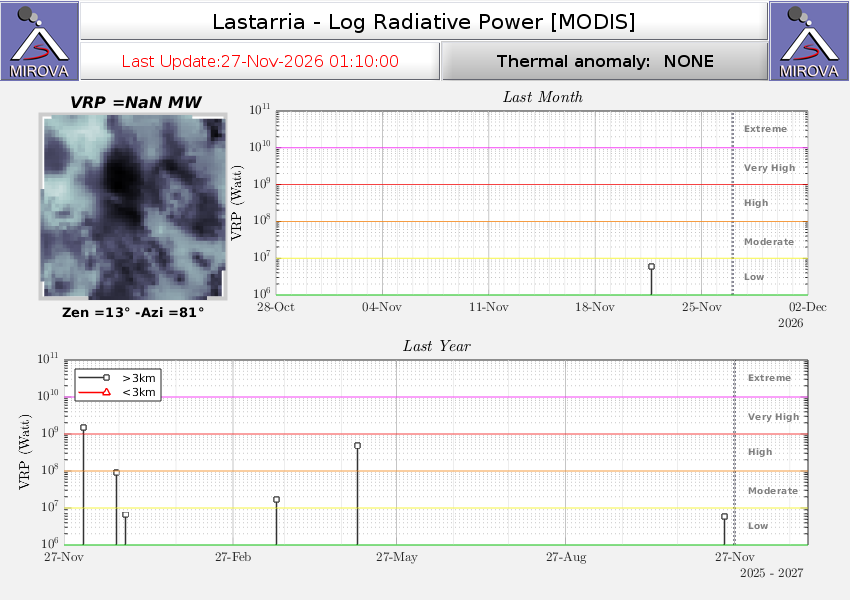 Lastarria - Log Radiative Power [MODIS]
MIROVA
Last Update:27-Nov-2026 01:10:00
Thermal anomaly: NONE
MIROVA
VRP =NaN MW
Zen =13° -Azi =81°
Last Month
VRP (Watt)
10^11
10^10
10^9
10^8
10^7
10^6
Extreme
Very High
High
Moderate
Low
28-Oct
04-Nov
11-Nov
18-Nov
25-Nov
02-Dec
2026
Last Year
VRP (Watt)
10^11
10^10
10^9
10^8
10^7
10^6
>3km
<3km
Extreme
Very High
High
Moderate
Low
27-Nov
27-Feb
27-May
27-Aug
27-Nov
2025 - 2027